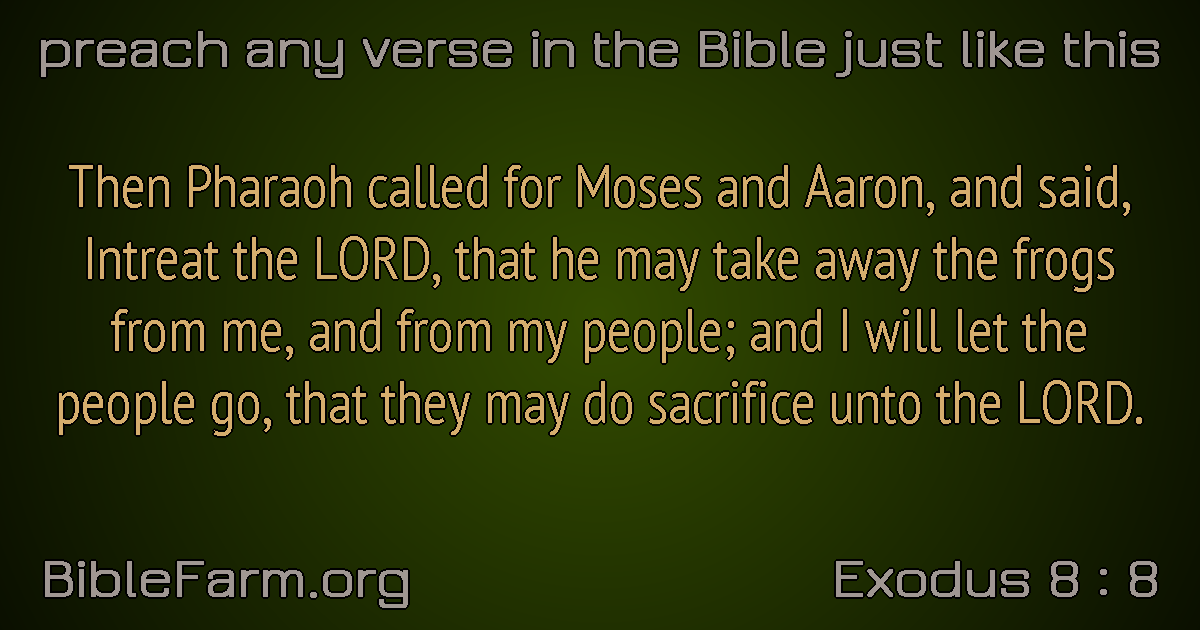 preach any verse in the Bible just like this
Then Pharaoh called for Moses and Aaron, and said,
Intreat the LORD, that he may take away the frogs
from me, and from my people; and I will let the
people go, that they may do sacrifice unto the LORD.
BibleFarm.org
Exodus 8 : 8